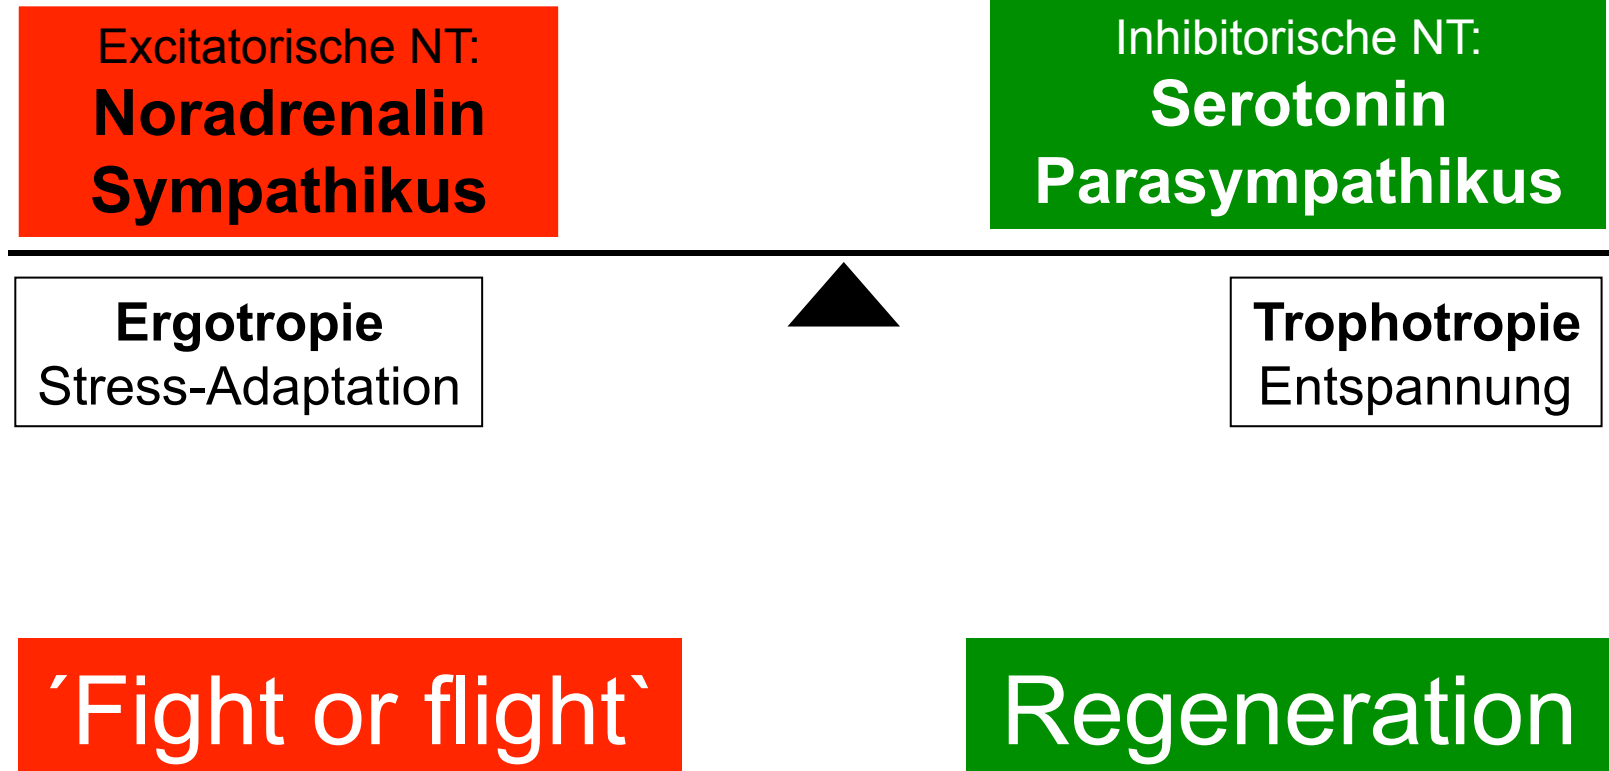 Excitatorische NT:
Noradrenalin
Sympathikus
Inhibitorische NT:
Serotonin
Parasympathikus
Ergotropie
Stress-Adaptation
Trophotropie
Entspannung
´Fight or flight`
Regeneration